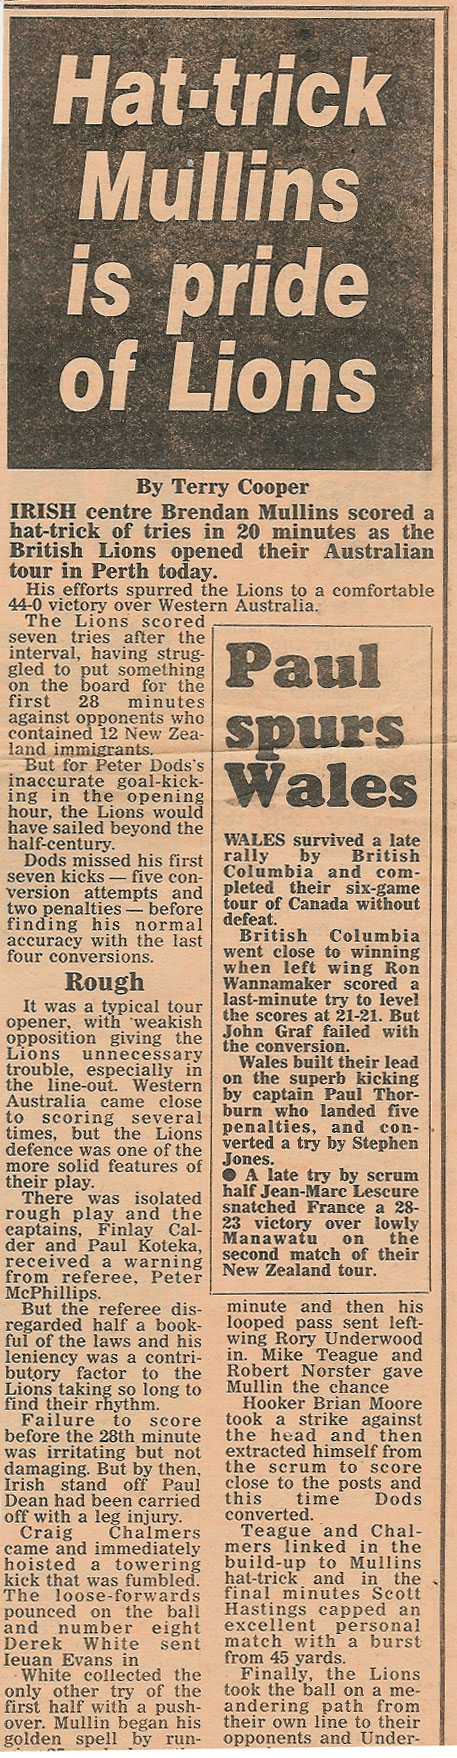 Hat-trick
Mullins
is pride
of Lions
By Terry Cooper
IRISH centre Brendan Mullins scored a
hat-trick of tries in 20 minutes as the
British Lions opened their Australian
tour in Perth today.
His efforts spurred the Lions to a comfortable
44-0 victory over Western Australia.
The Lions scored
seven tries after the
interval, having strug-
gled to put something
on the board for the
first 28 minutes
against opponents who
contained 12 New Zea-
land immigrants.
But for Peter Dods's
inaccurate goal-kick-
ing in the opening
hour, the Lions would
have sailed beyond the
half-century.
Dods missed his first
seven kicks — five con-
version attempts and
two penalties — before
finding his normal
accuracy with the last
four conversions.
Rough
It was a typical tour
opener, with weakish
opposition giving the
Lions unnecessary
trouble, especially in
the line-out. Western
Australia came close
to scoring several
times, but the Lions
defence was one of the
more solid features of
their play.
There was isolated
rough play and the
captains, Finlay Cal-
der and Paul Koteka,
received a warning
from referee, Peter
McPhillips.
But the referee dis-
regarded half a book-
ful of the laws and his
leniency was a contri-
butory factor to the
Lions taking so long to
find their rhythm.
Failure to score
before the 28th minute
was irritating but not
damaging. But by then,
Irish stand off Paul
Dean had been carried
off with a leg injury.
Craig Chalmers
came and immediately
hoisted a towering
kick that was fumbled.
The loose-forwards
pounced on the ball
and number eight
Derek White sent
Ieuan Evans in
White collected the
only other try of the
first half with a push-
over. Mullin began his
golden spell by run-
Paul
spurs
Wales
WALES survived a late
rally by British
Columbia and com-
pleted their six-game
tour of Canada without
defeat.
British Columbia
went close to winning
when left wing Ron
Wannamaker scored a
last-minute try to level
the scores at 21-21. But
John Graf failed with
the conversion.
Wales built their lead
on the superb kicking
by captain Paul Thor-
burn who landed five
penalties, and con-
verted a try by Stephen
Jones.
● A late try by scrum
half Jean-Marc Lescure
snatched France a 28-
23 victory over lowly
Manawatu on the
second match of their
New Zealand tour.
minute and then his
looped pass sent left-
wing Rory Underwood
in. Mike Teague and
Robert Norster gave
Mullin the chance
Hooker Brian Moore
took a strike against
the head and then
extracted himself from
the scrum to score
close to the posts and
this time Dods
converted.
Teague and Chal-
mers linked in the
build-up to Mullins
hat-trick and in the
final minutes Scott
Hastings capped an
excellent personal
match with a burst
from 45 yards.
Finally, the Lions
took the ball on a me-
andering path from
their own line to their
opponents and Under-